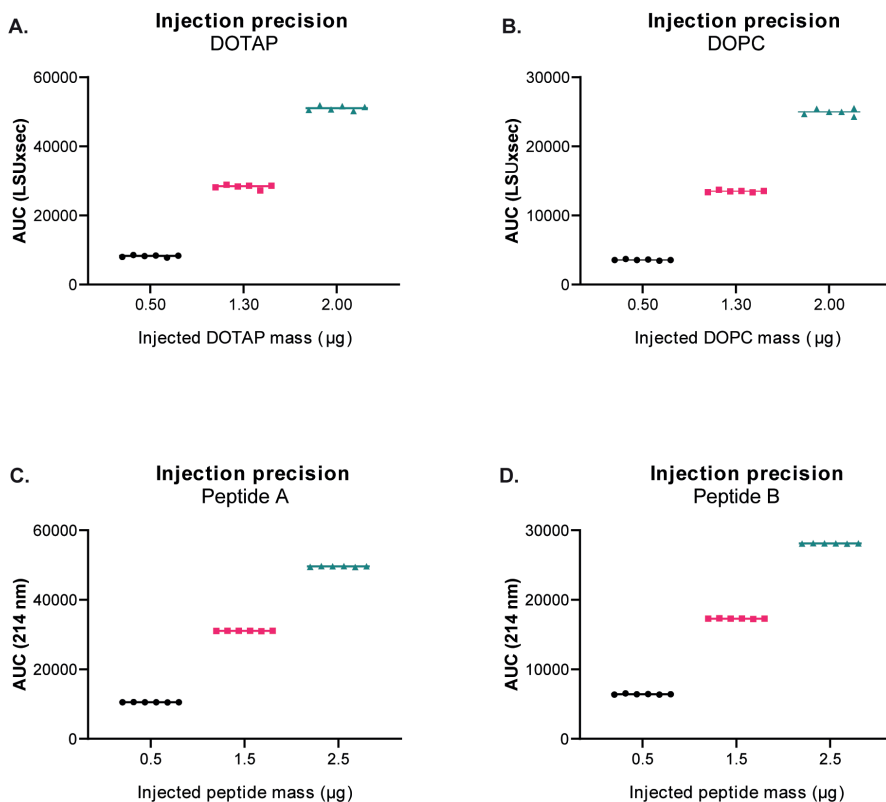 A.
Injection precision
DOTAP
AUC (LSUxsec)
60000
40000
20000
0
0.50 1.30 2.00
Injected DOTAP mass (µg)
B.
Injection precision
DOPC
AUC (LSUxsec)
30000
20000
10000
0
0.50 1.30 2.00
Injected DOPC mass (µg)
C.
Injection precision
Peptide A
AUC (214 nm)
60000
40000
20000
0
0.5 1.5 2.5
Injected peptide mass (µg)
D.
Injection precision
Peptide B
AUC (214 nm)
30000
20000
10000
0
0.5 1.5 2.5
Injected peptide mass (µg)